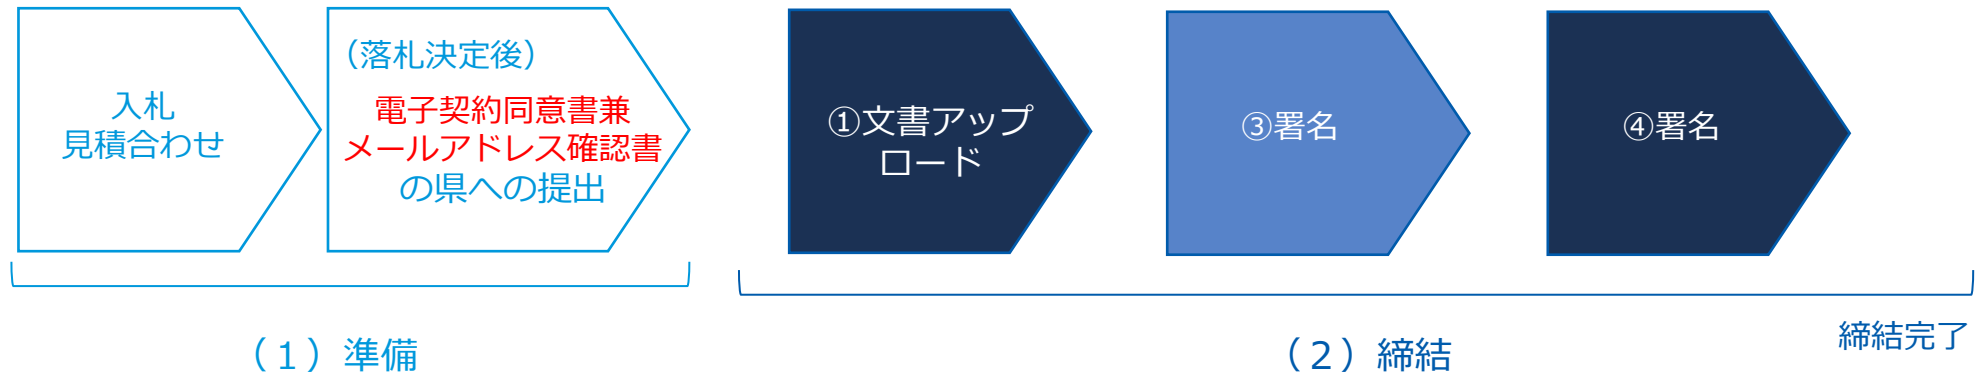 入札
見積合わせ
（落札決定後）
電子契約同意書兼
メールアドレス確認書
の県への提出
①文書アップ
ロード
③署名
④署名
（１）準備
（２）締結
締結完了